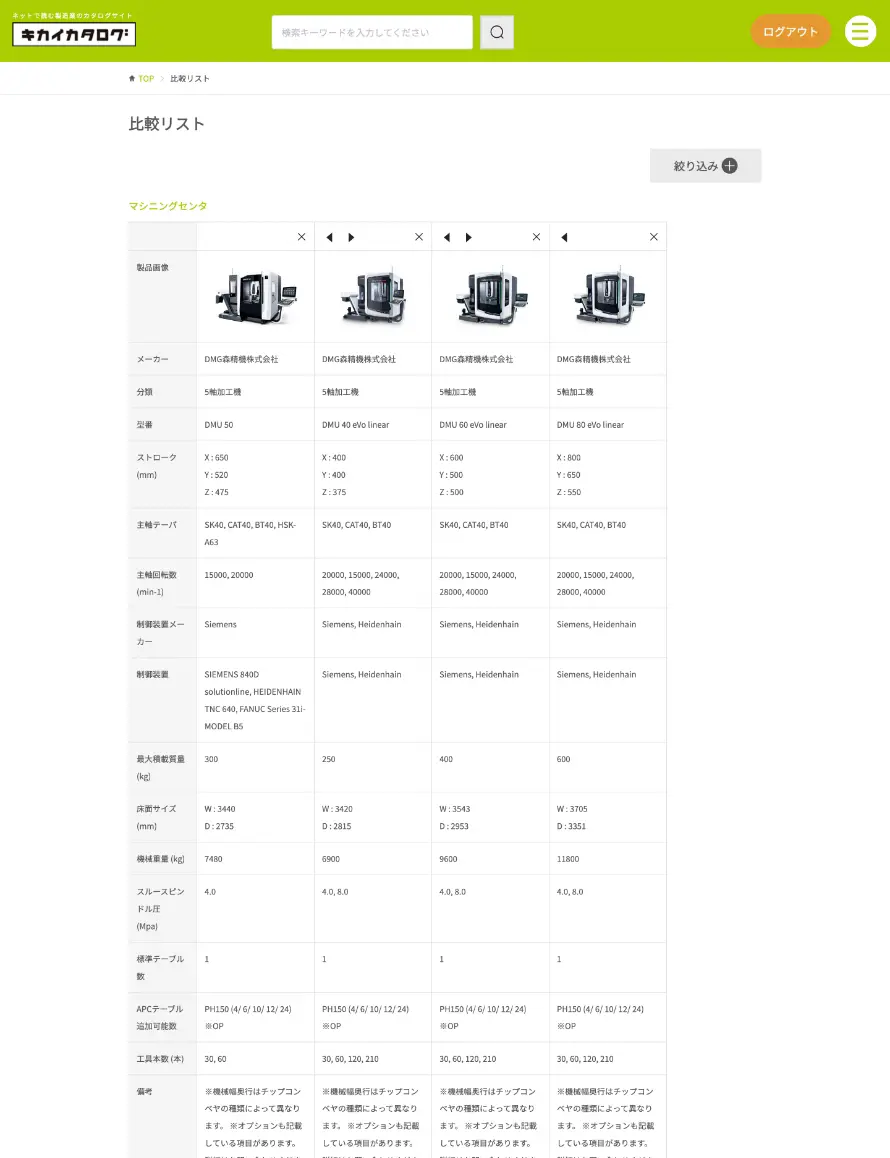 ネットで読む製造業のカタログサイト
キカイカタログ
検索キーワードを入力してください
ログアウト
TOP
比較リスト
比較リスト
絞り込み
マシニングセンタ
製品画像
メーカー
DMG森精機株式会社
DMG森精機株式会社
DMG森精機株式会社
DMG森精機株式会社
分類
5軸加工機
5軸加工機
5軸加工機
5軸加工機
型番
DMU 50
DMU 40 eVo linear
DMU 60 eVo linear
DMU 80 eVo linear
ストローク
(mm)
X : 650
Y : 520
Z : 475
X : 400
Y : 400
Z : 375
X : 600
Y : 500
Z : 500
X : 800
Y : 650
Z : 550
主軸テーパ
SK40, CAT40, BT40, HSK-
A63
SK40, CAT40, BT40
SK40, CAT40, BT40
SK40, CAT40, BT40
主軸回転数
(min-1)
15000, 20000
20000, 15000, 24000,
28000, 40000
20000, 15000, 24000,
28000, 40000
20000, 15000, 24000,
28000, 40000
制御装置メー
カー
Siemens
Siemens, Heidenhain
Siemens, Heidenhain
Siemens, Heidenhain
制御装置
SIEMENS 840D
solutionline, HEIDENHAIN
TNC 640, FANUC Series 31i-
MODEL B5
Siemens, Heidenhain
Siemens, Heidenhain
Siemens, Heidenhain
最大積載質量
(kg)
300
250
400
600
床面サイズ
(mm)
W : 3440
D : 2735
W : 3420
D : 2815
W : 3543
D : 2953
W : 3705
D : 3351
機械重量 (kg)
7480
6900
9600
11800
スルースピン
ドル圧
(Mpa)
4.0
4.0, 8.0
4.0, 8.0
4.0, 8.0
標準テーブル
数
1
1
1
1
APCテーブル
追加可能数
PH150 (4/ 6/ 10/ 12/ 24)
※OP
PH150 (4/ 6/ 10/ 12/ 24)
※OP
PH150 (4/ 6/ 10/ 12/ 24)
※OP
PH150 (4/ 6/ 10/ 12/ 24)
※OP
工具本数 (本)
30, 60
30, 60, 120, 210
30, 60, 120, 210
30, 60, 120, 210
備考
※機械幅奥行はチップコン
ベヤの種類によって異なり
ます。 ※オプションも記載
している項目があります。
※機械幅奥行はチップコン
ベヤの種類によって異なり
ます。 ※オプションも記載
している項目があります。
※機械幅奥行はチップコン
ベヤの種類によって異なり
ます。 ※オプションも記載
している項目があります。
※機械幅奥行はチップコン
ベヤの種類によって異なり
ます。 ※オプションも記載
している項目があります。